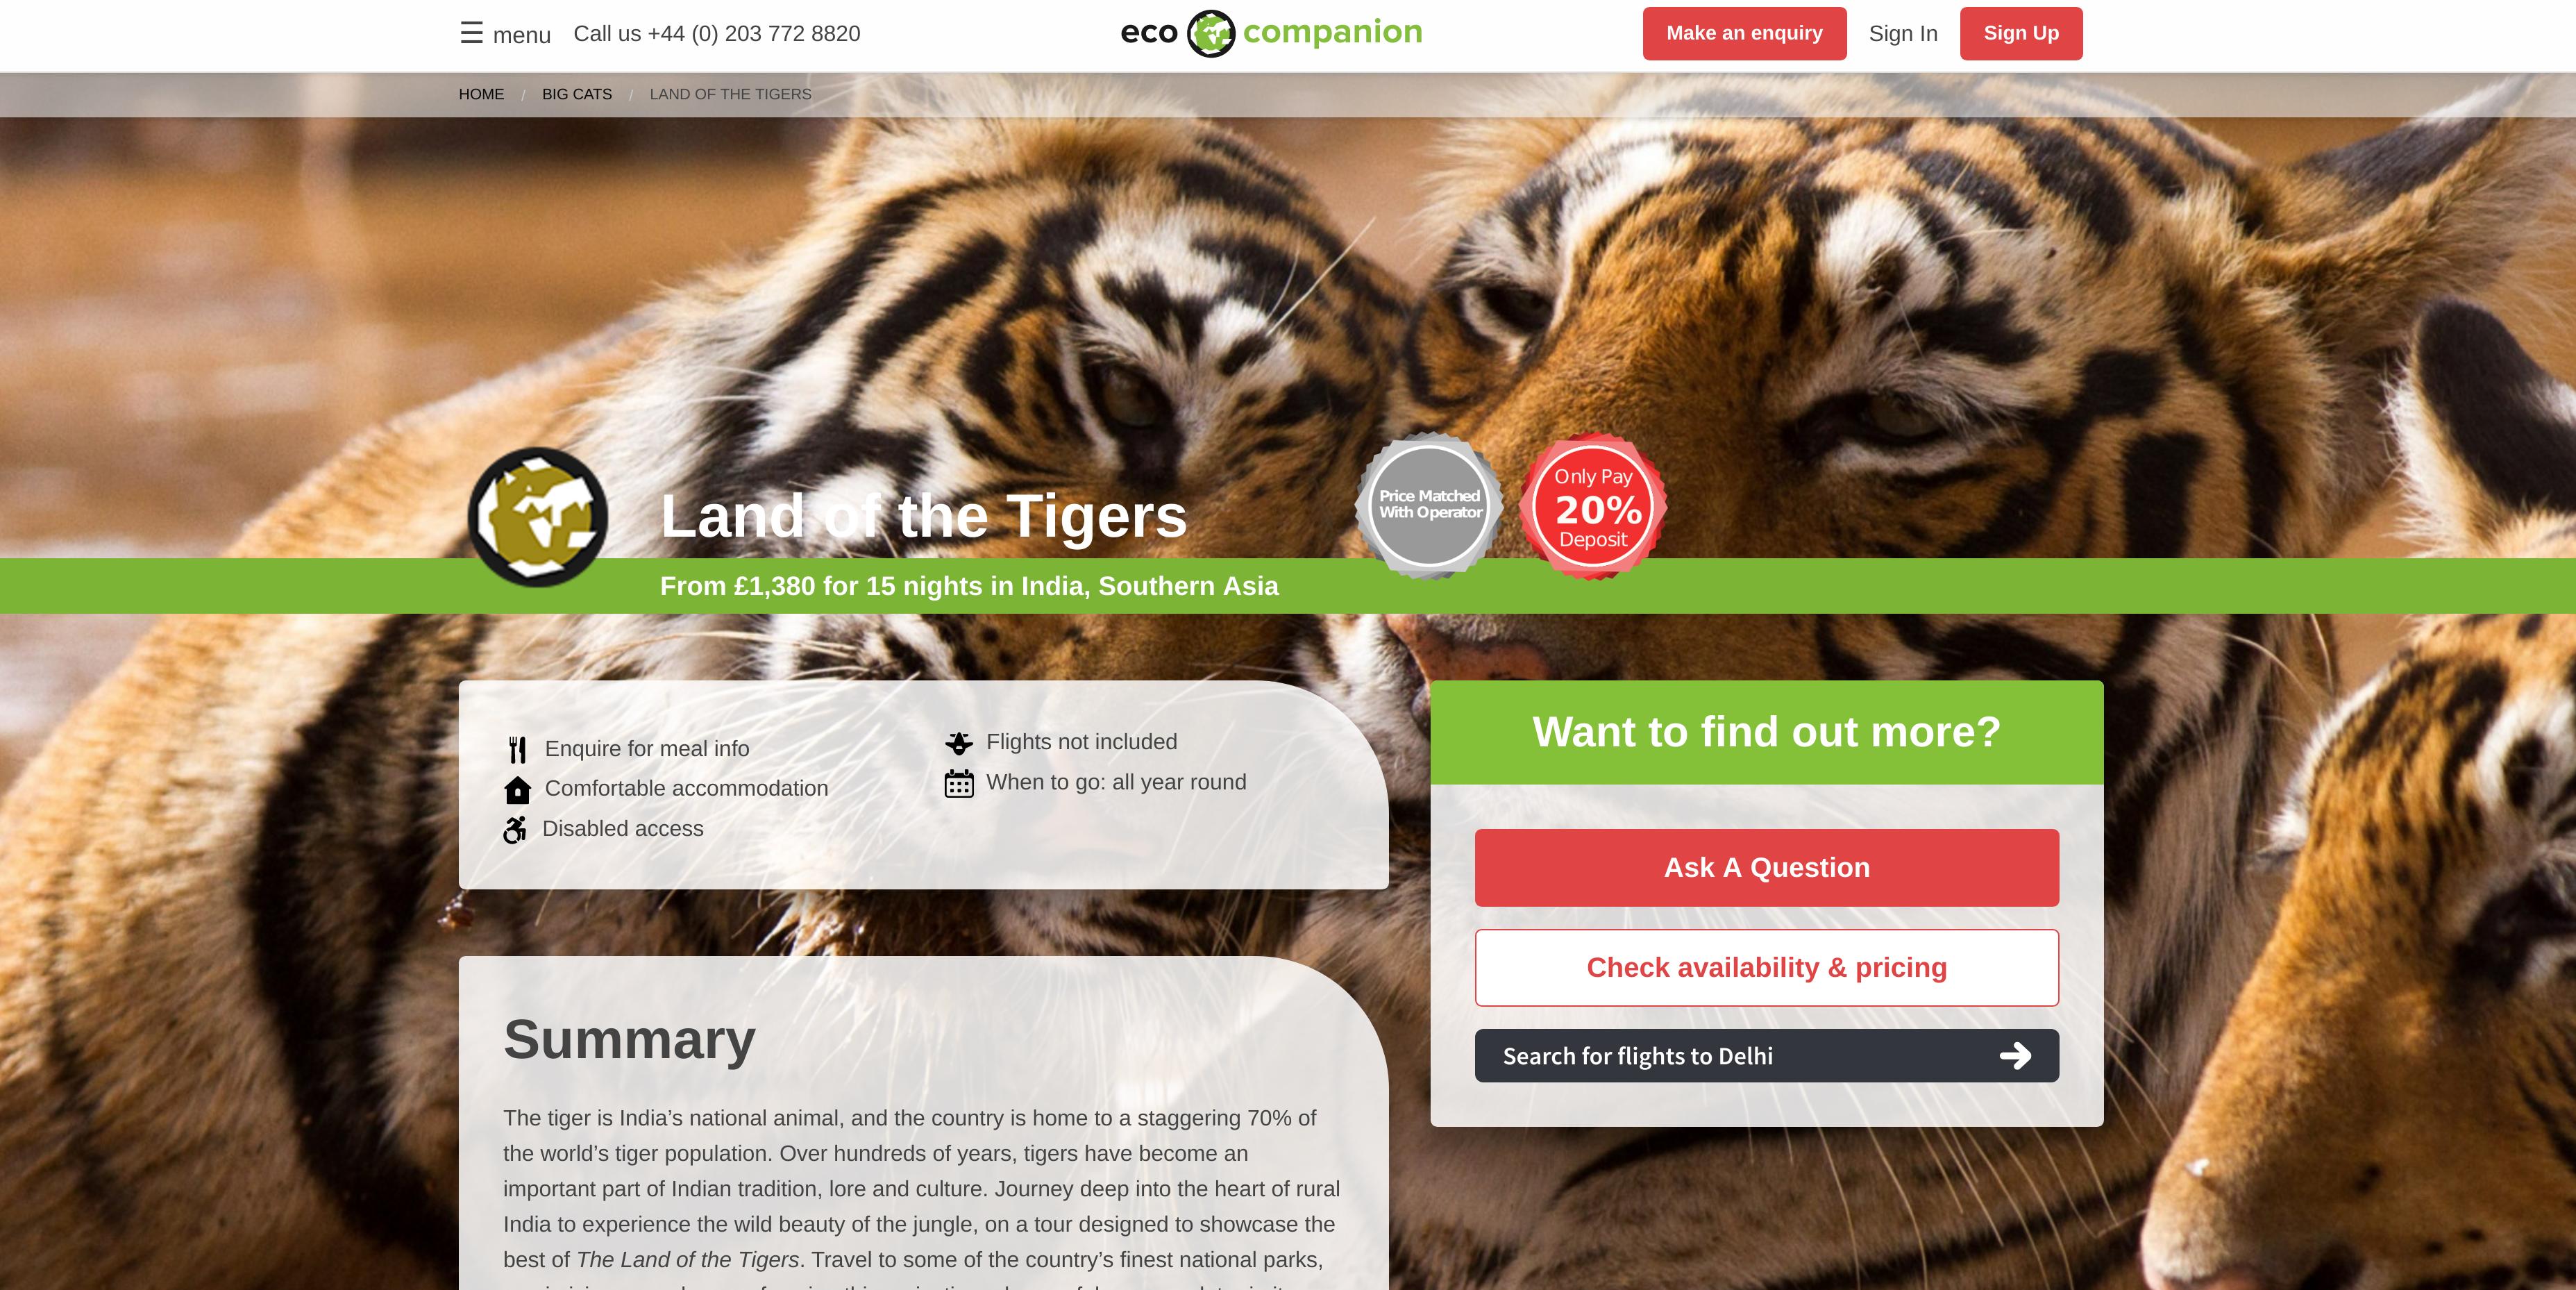 ☰ menu Call us +44 (0) 203 772 8820
eco companion
Make an enquiry Sign In Sign Up
HOME / BIG CATS / LAND OF THE TIGERS
Land of the Tigers
Price Matched
With Operator
Only Pay
20%
Deposit
From £1,380 for 15 nights in India, Southern Asia
Enquire for meal info
Comfortable accommodation
Disabled access
Flights not included
When to go: all year round
Want to find out more?
Ask A Question
Check availability & pricing
Search for flights to Delhi
Summary
The tiger is India’s national animal, and the country is home to a staggering 70% of
the world’s tiger population. Over hundreds of years, tigers have become an
important part of Indian tradition, lore and culture. Journey deep into the heart of rural
India to experience the wild beauty of the jungle, on a tour designed to showcase the
best of The Land of the Tigers. Travel to some of the country’s finest national parks,